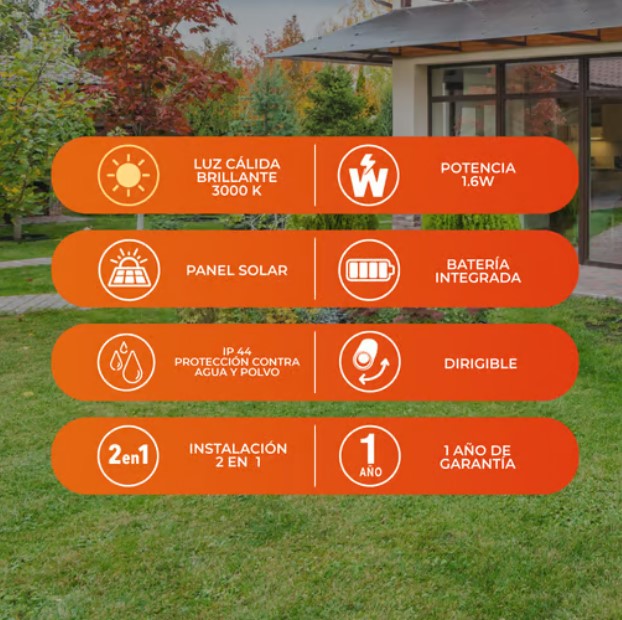 LUZ CÁLIDA
BRILLANTE
3000 K
W
POTENCIA
1.6W
PANEL SOLAR
BATERÍA
INTEGRADA
IP 44
PROTECCIÓN CONTRA
AGUA Y POLVO
DIRIGIBLE
2en1
INSTALACIÓN
2 EN 1
1
AÑO
1 AÑO DE
GARANTÍA